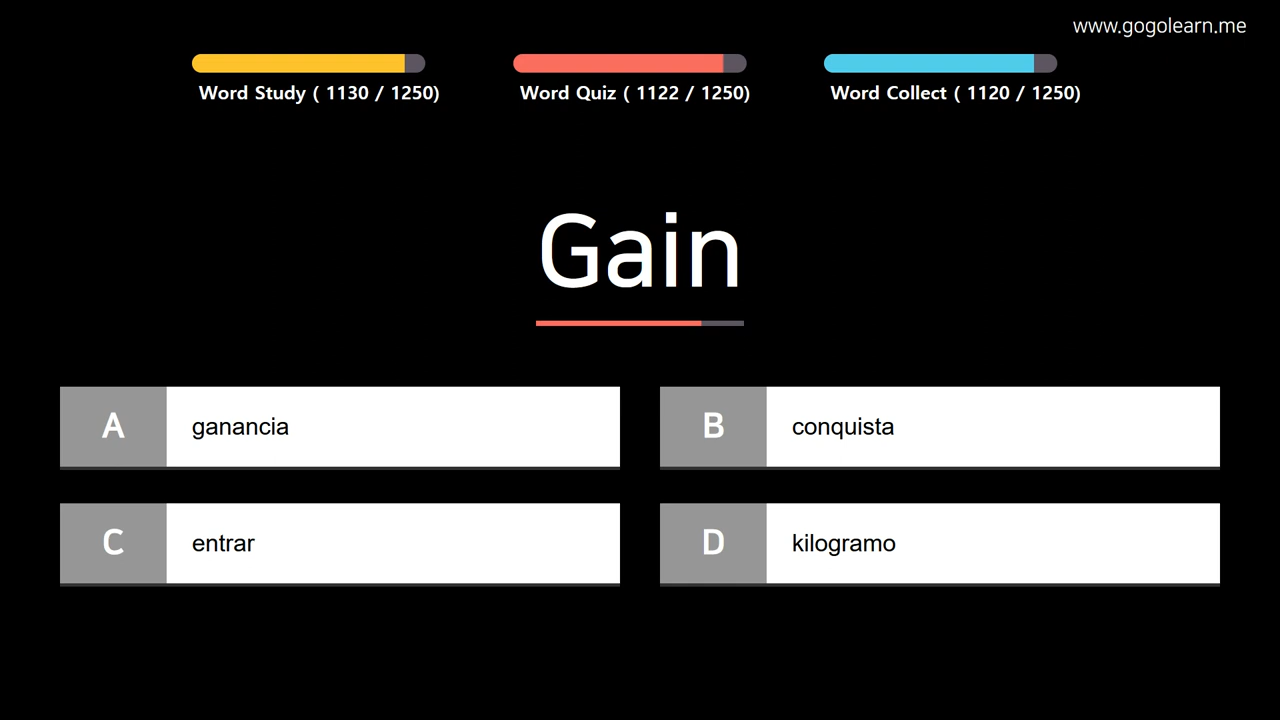 www.gogolearn.me
Word Study ( 1130 / 1250)
Word Quiz ( 1122 / 1250)
Word Collect ( 1120 / 1250)
Gain
A ganancia
B conquista
C entrar
D kilogramo